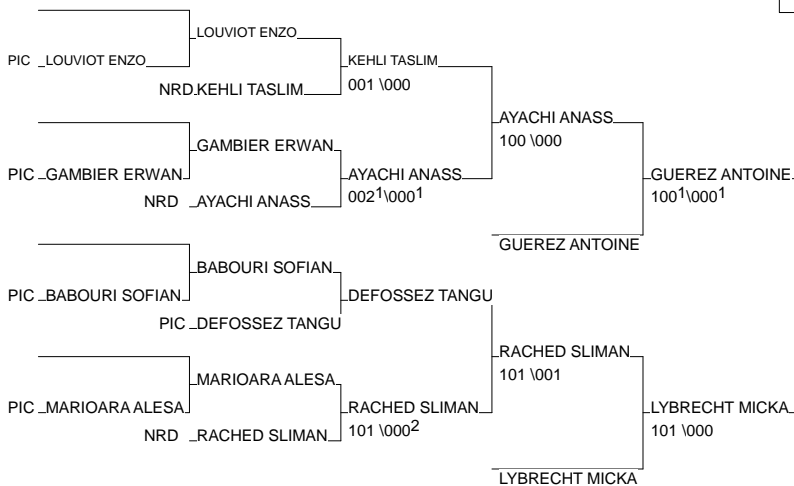 LOUVIOT ENZO
PIC LOUVIOT ENZO
KEHLI TASLIM
001 \000
NRD KEHLI TASLIM
AYACHI ANASS
100 \000
GAMBIER ERWAN
PIC GAMBIER ERWAN
AYACHI ANASS
002¹\000¹
GUEREZ ANTOINE
100¹\000¹
NRD AYACHI ANASS
GUEREZ ANTOINE
BABOURI SOFIAN
PIC BABOURI SOFIAN
DEFOSSEZ TANGU
PIC DEFOSSEZ TANGU
RACHED SLIMAN
101 \001
MARIOARA ALESA
PIC MARIOARA ALESA
RACHED SLIMAN
101 \000²
LYBRECHT MICKA
101 \000
NRD RACHED SLIMAN
LYBRECHT MICKA